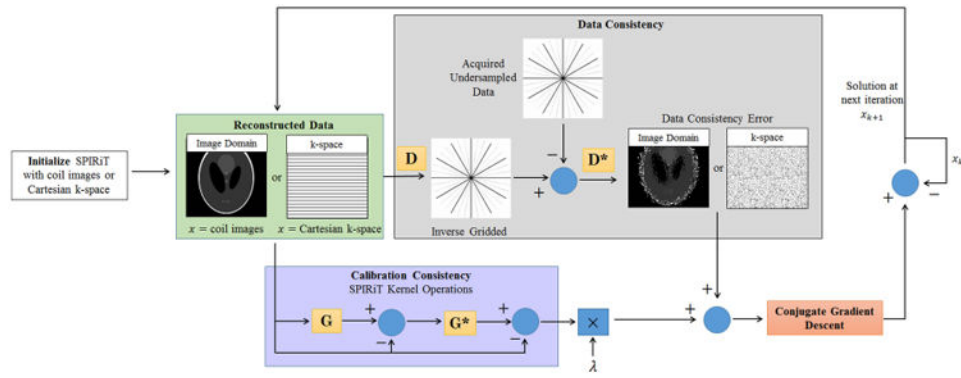 Data Consistency
Acquired
Undersampled
Data
Solution at
next iteration
x_{k+1}
Data Consistency Error
Reconstructed Data
Image Domain
k-space
or
x = coil images
x = Cartesian k-space
Initialize SPIRiT
with coil images or
Cartesian k-space
D
−
+
D*
Image Domain
k-space
or
Inverse Gridded
x_k
+
−
Calibration Consistency
SPIRiT Kernel Operations
G
+
−
G*
+
−
×
λ
+
+
Conjugate Gradient
Descent